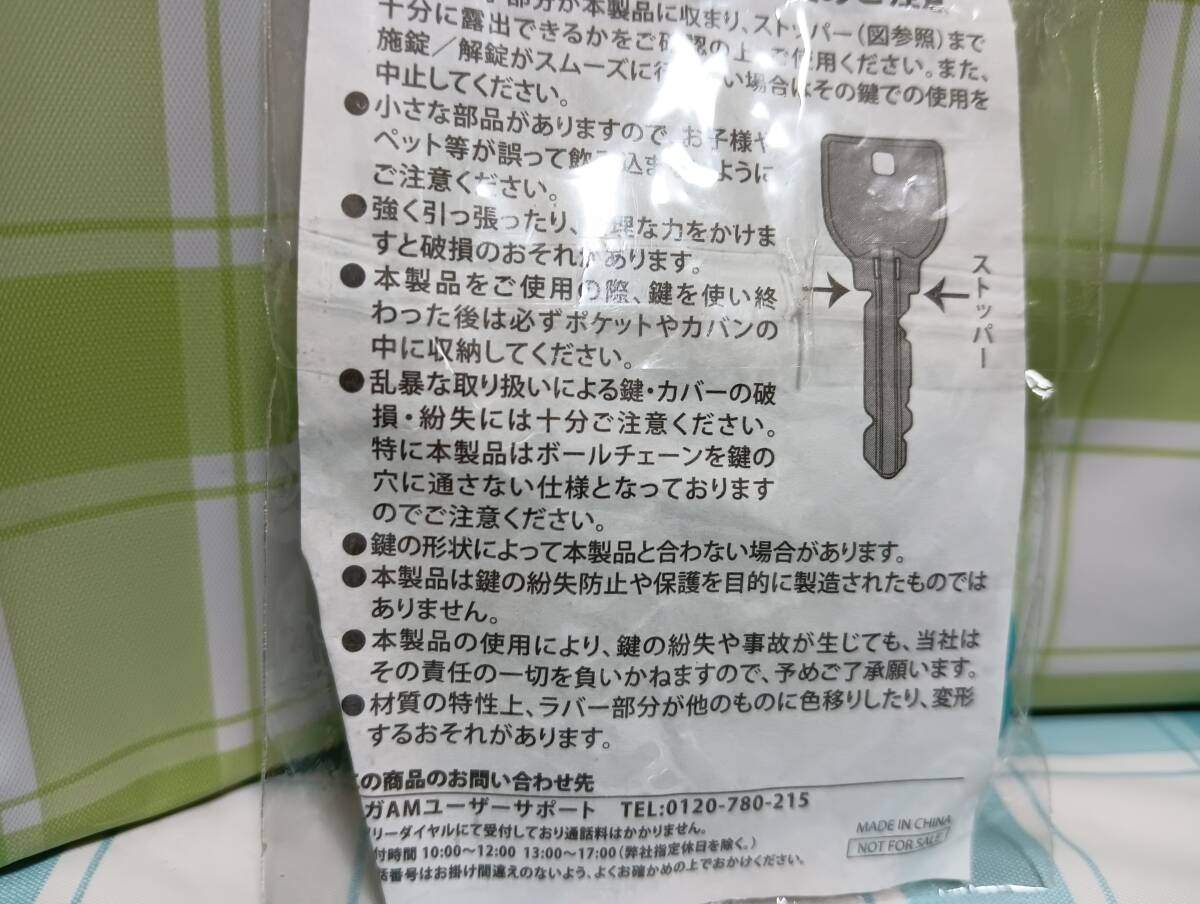 部分が本製品に収まり、ストッパー(図参照)まで
十分に露出できるかをご確認の上、ご使用ください。また、
施錠/解錠がスムーズに行 い場合はその鍵での使用を
中止してください。
●小さな部品がありますので、お子様や
ペット等が誤って飲 込ま ように
ご注意ください。
●強く引っ張ったり、 理な力をかけま
すと破損のおそれがあります。
●本製品をご使用の際、鍵を使い終
わった後は必ずポケットやカバンの
中に収納してください。
●乱暴な取り扱いによる鍵・カバーの破
損・紛失には十分ご注意ください。
特に本製品はボールチェーンを鍵の
穴に通さない仕様となっております
のでご注意ください。
ストッパー
●鍵の形状によって本製品と合わない場合があります。
●本製品は鍵の紛失防止や保護を目的に製造されたものでは
ありません。
●本製品の使用により、鍵の紛失や事故が生じても、当社は
その責任の一切を負いかねますので、予めご了承願います。
●材質の特性上、ラバー部分が他のものに色移りしたり、変形
するおそれがあります。
の商品のお問い合わせ先
ガAMユーザーサポート TEL:0120-780-215
リーダイヤルにて受付しており通話料はかかりません。
付時間 10:00〜12:00 13:00〜17:00(弊社指定休日を除く。)
話番号はお掛け間違えのないよう、よくお確かめの上でおかけください。
MADE IN CHINA
NOT FOR SALE